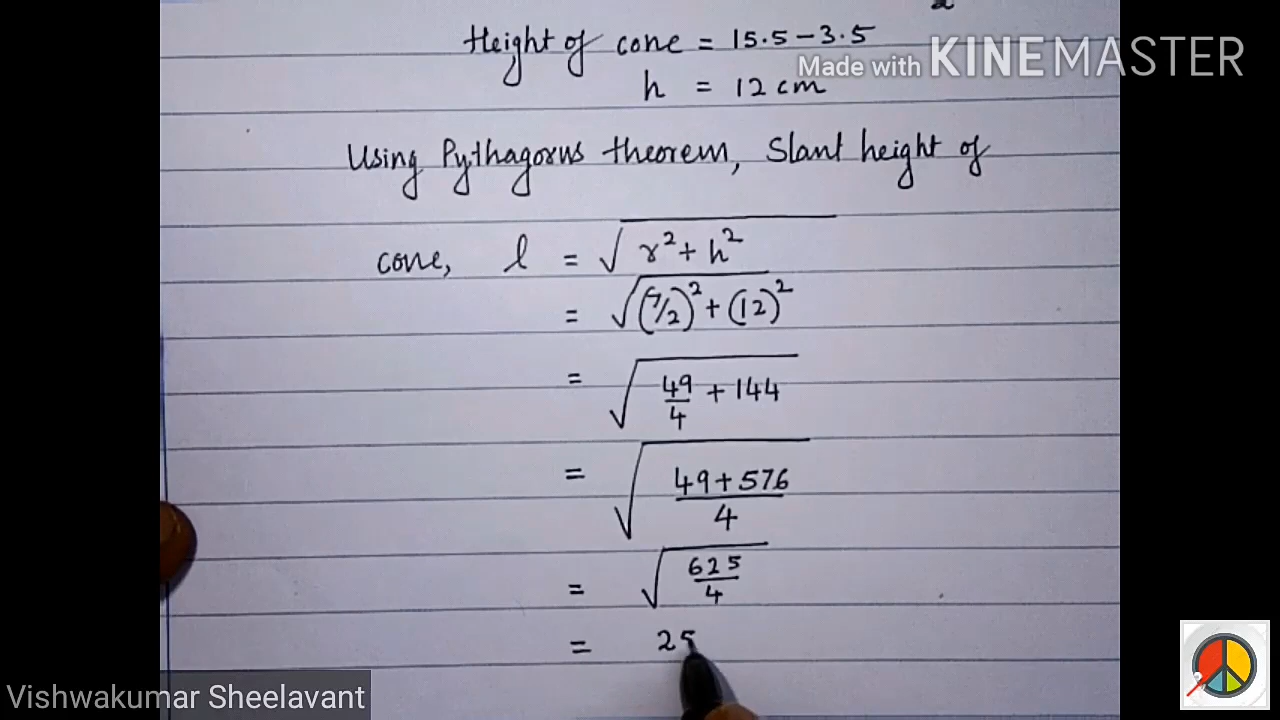 Height of cone = 15.5 - 3.5
Made with KINEMASTER
h = 12 cm
Using Pythagorus theorem, Slant height of
cone, l = √(r² + h²)
= √((7/2)² + (12)²)
= √(49/4 + 144)
= √((49+576)/4)
= √(625/4)
= 25
Vishwakumar Sheelavant